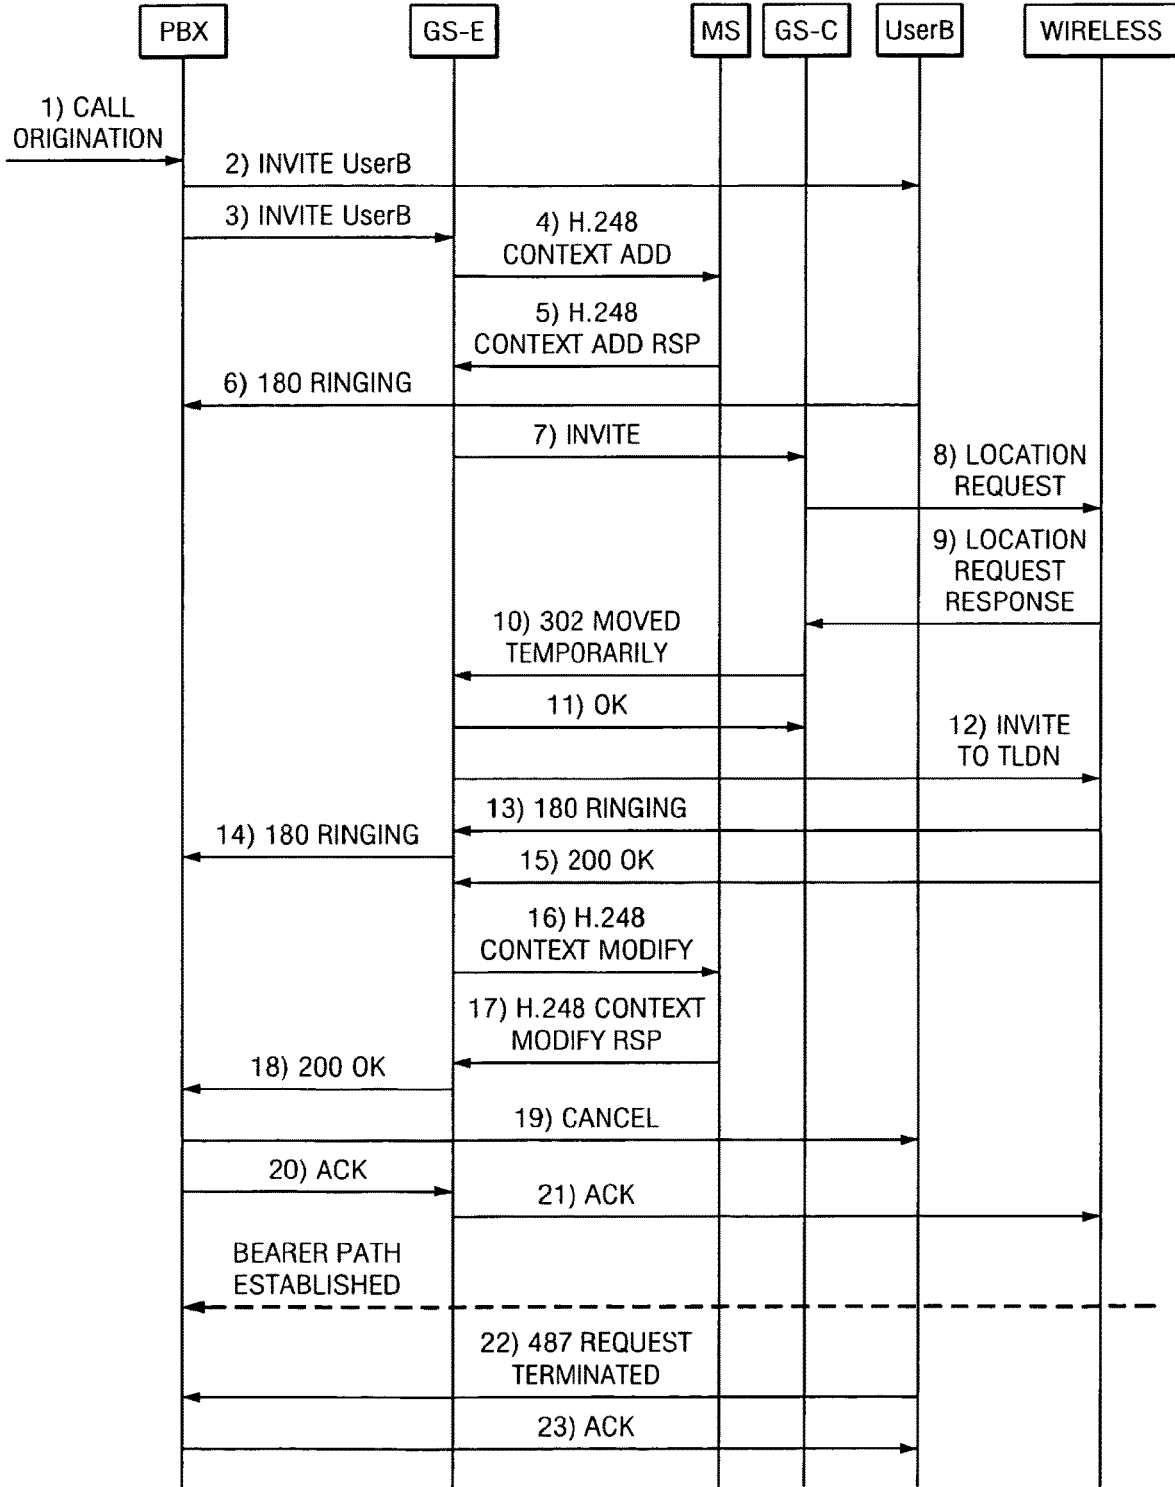 PBX
GS-E
MS
GS-C
UserB
WIRELESS
1) CALL
ORIGINATION
2) INVITE UserB
3) INVITE UserB
4) H.248
CONTEXT ADD
5) H.248
CONTEXT ADD RSP
6) 180 RINGING
7) INVITE
8) LOCATION
REQUEST
9) LOCATION
REQUEST
RESPONSE
10) 302 MOVED
TEMPORARILY
11) OK
12) INVITE
TO TLDN
13) 180 RINGING
14) 180 RINGING
15) 200 OK
16) H.248
CONTEXT MODIFY
17) H.248 CONTEXT
MODIFY RSP
18) 200 OK
19) CANCEL
20) ACK
21) ACK
BEARER PATH
ESTABLISHED
22) 487 REQUEST
TERMINATED
23) ACK